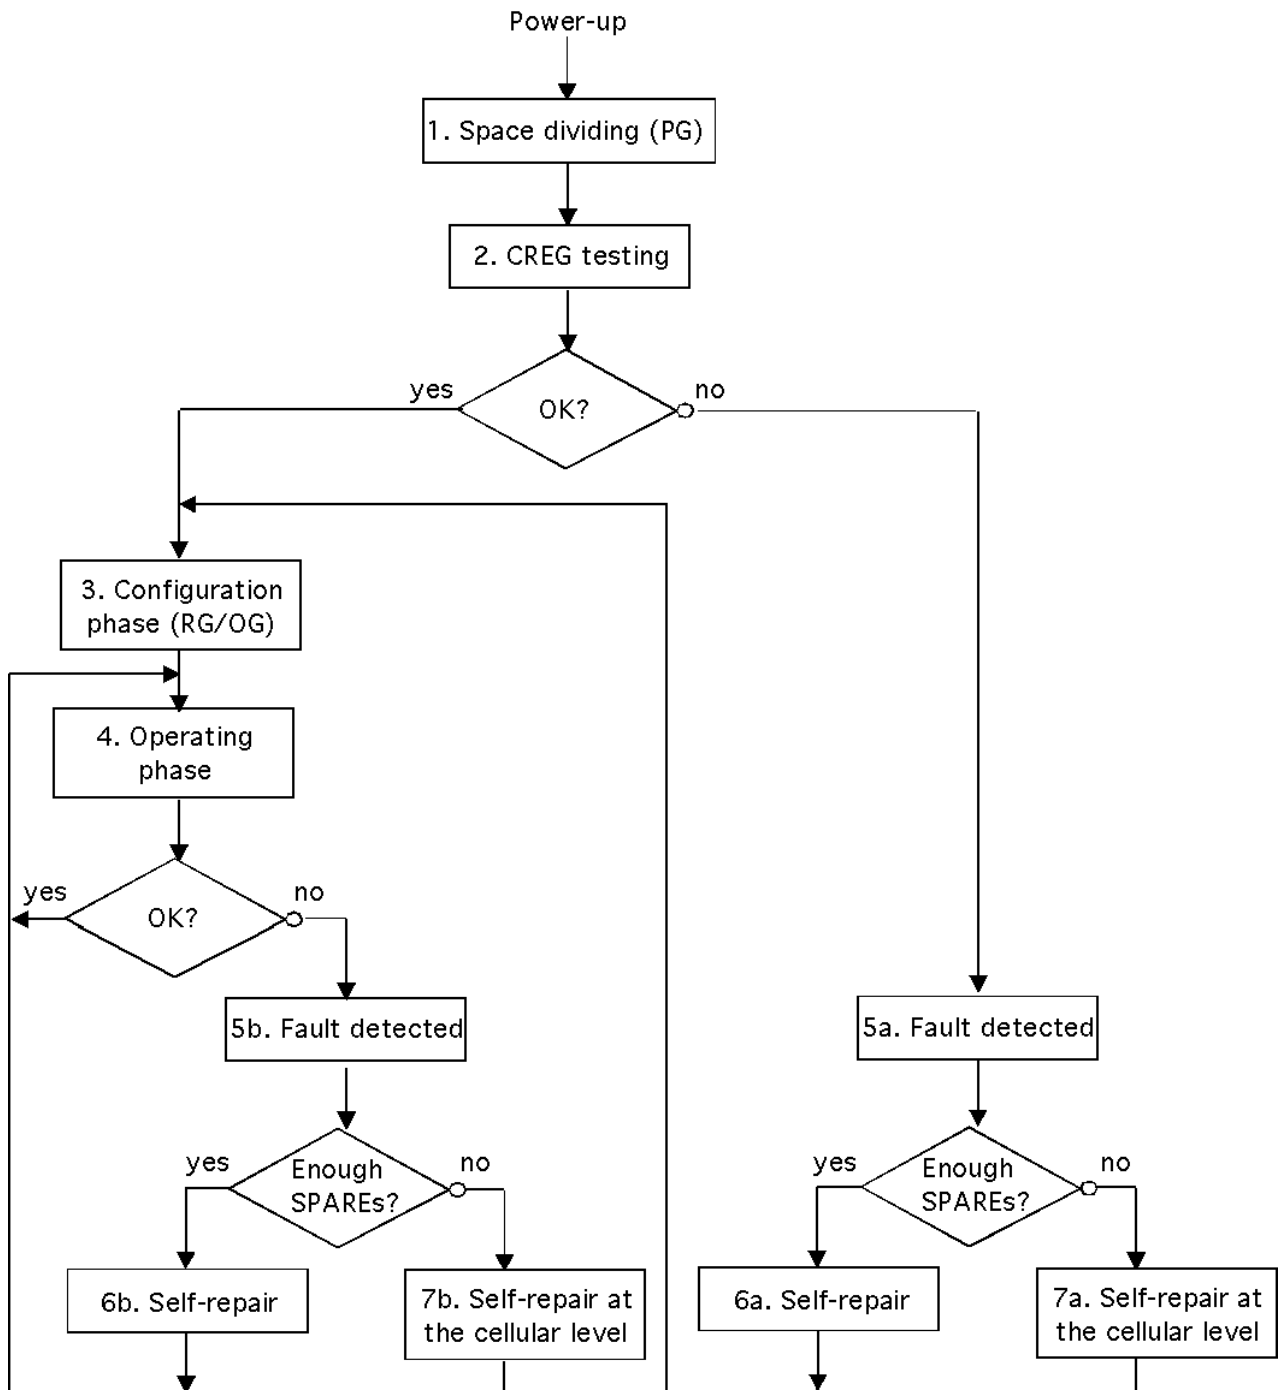 Power-up
1. Space dividing (PG)
2. CREG testing
yes
OK?
no
3. Configuration
phase (RG/OG)
4. Operating
phase
yes
OK?
no
5b. Fault detected
5a. Fault detected
yes
Enough
SPAREs?
no
yes
Enough
SPAREs?
no
6b. Self-repair
7b. Self-repair at
the cellular level
6a. Self-repair
7a. Self-repair at
the cellular level